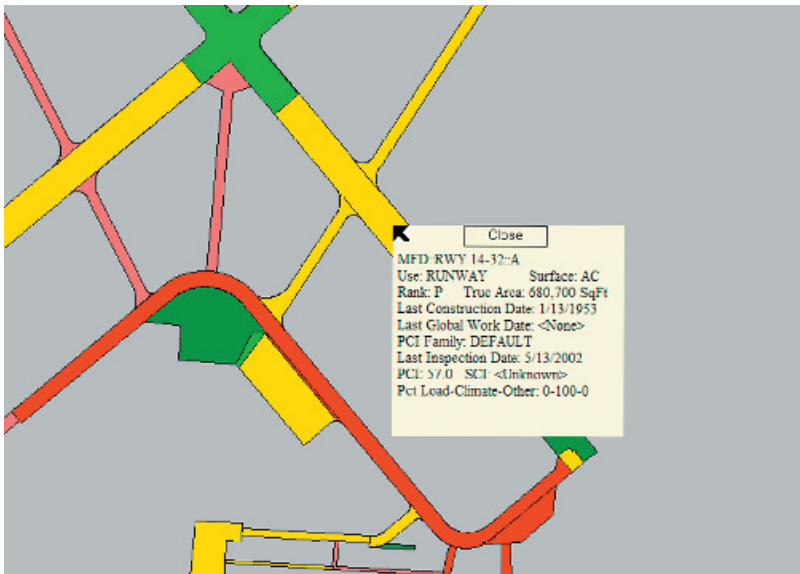 Close
MFD::RWY 14-32::A
Use: RUNWAY Surface: AC
Rank: P True Area: 680,700 SqFt
Last Construction Date: 1/13/1953
Last Global Work Date: <None>
PCI Family: DEFAULT
Last Inspection Date: 5/13/2002
PCI: 57.0 SCI: <Unknown>
Pct Load-Climate-Other: 0-100-0